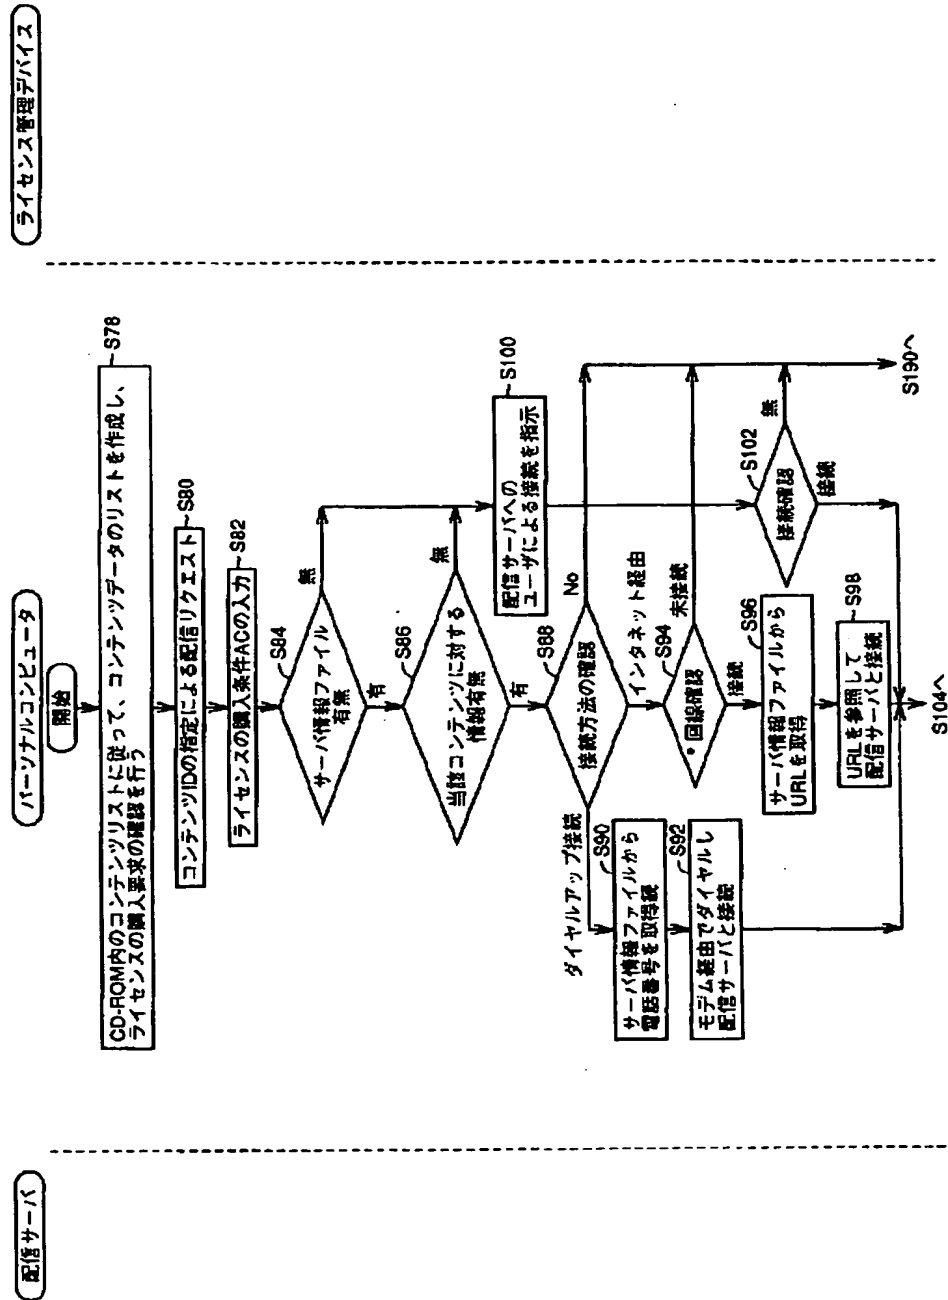 配信サーバ
パーソナルコンピュータ
ライセンス管理デバイス
開始
CD-ROM内のコンテンツリストに従って、コンテンツデータのリストを作成し、
ライセンスの購入要求の確認を行う
S78
コンテンツIDの指定による配信リクエスト
S80
ライセンスの購入条件ACの入力
S82
S84
サーバ情報ファイル
有無
無
有
S86
当該コンテンツに対する
情報有無
無
有
S100
配信サーバへの
ユーザによる接続を指示
S88
接続方法の確認
No
ダイヤルアップ接続
インタネット経由
S90
サーバ情報ファイルから
電話番号を取得続
S92
モデム経由でダイヤルし
配信サーバと接続
S94
回線確認
未接続
接続
S96
サーバ情報ファイルから
URLを取得
S98
URLを参照して
配信サーバと接続
S102
接続確認
無
接続
S104へ
S190へ